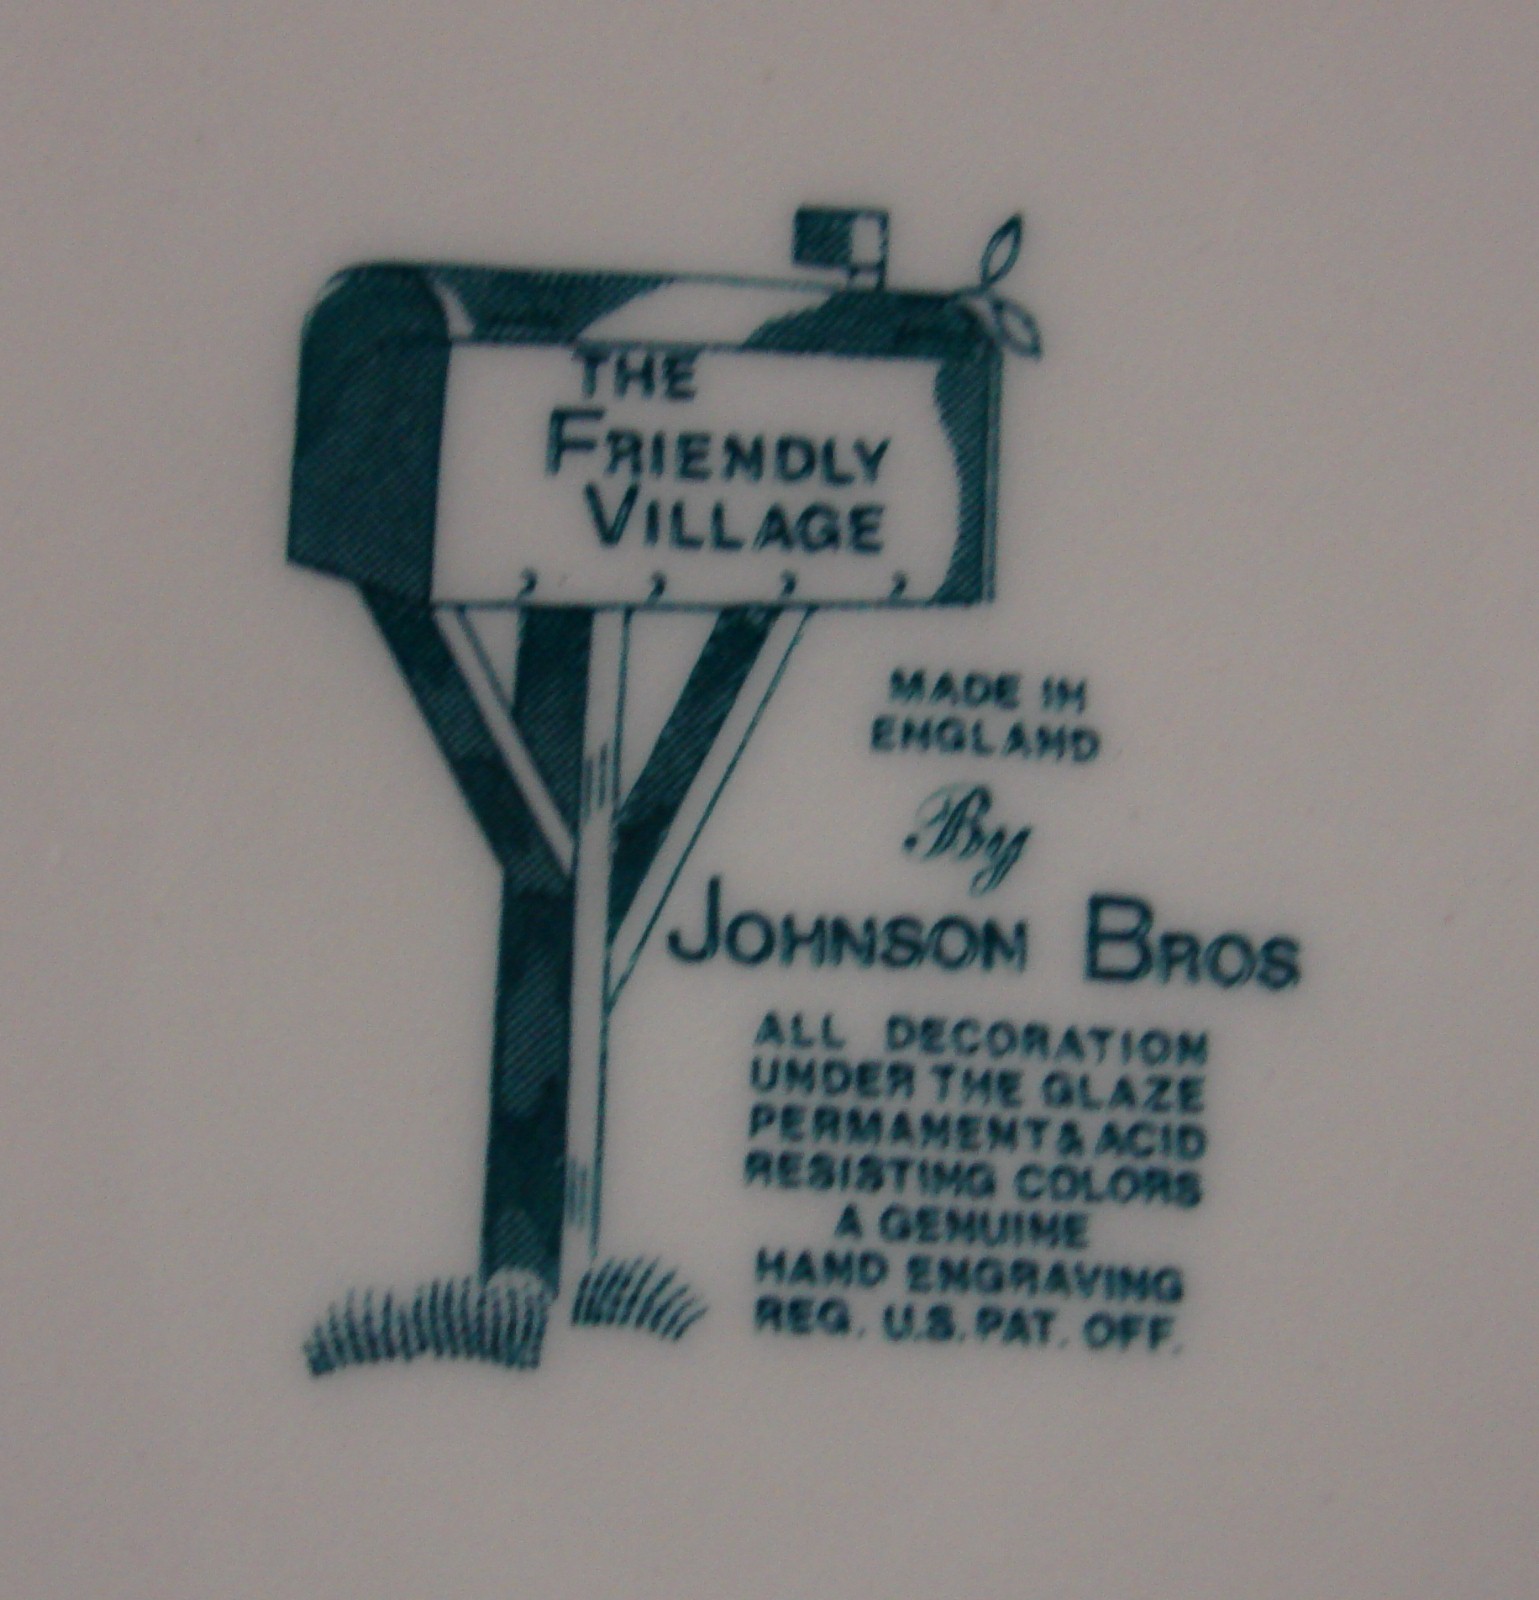 THE
FRIENDLY
VILLAGE
MADE IN
ENGLAND
By
JOHNSON BROS
ALL DECORATION
UNDER THE GLAZE
PERMANENT & ACID
RESISTING COLORS
A GENUINE
HAND ENGRAVING
REG. U.S. PAT. OFF.